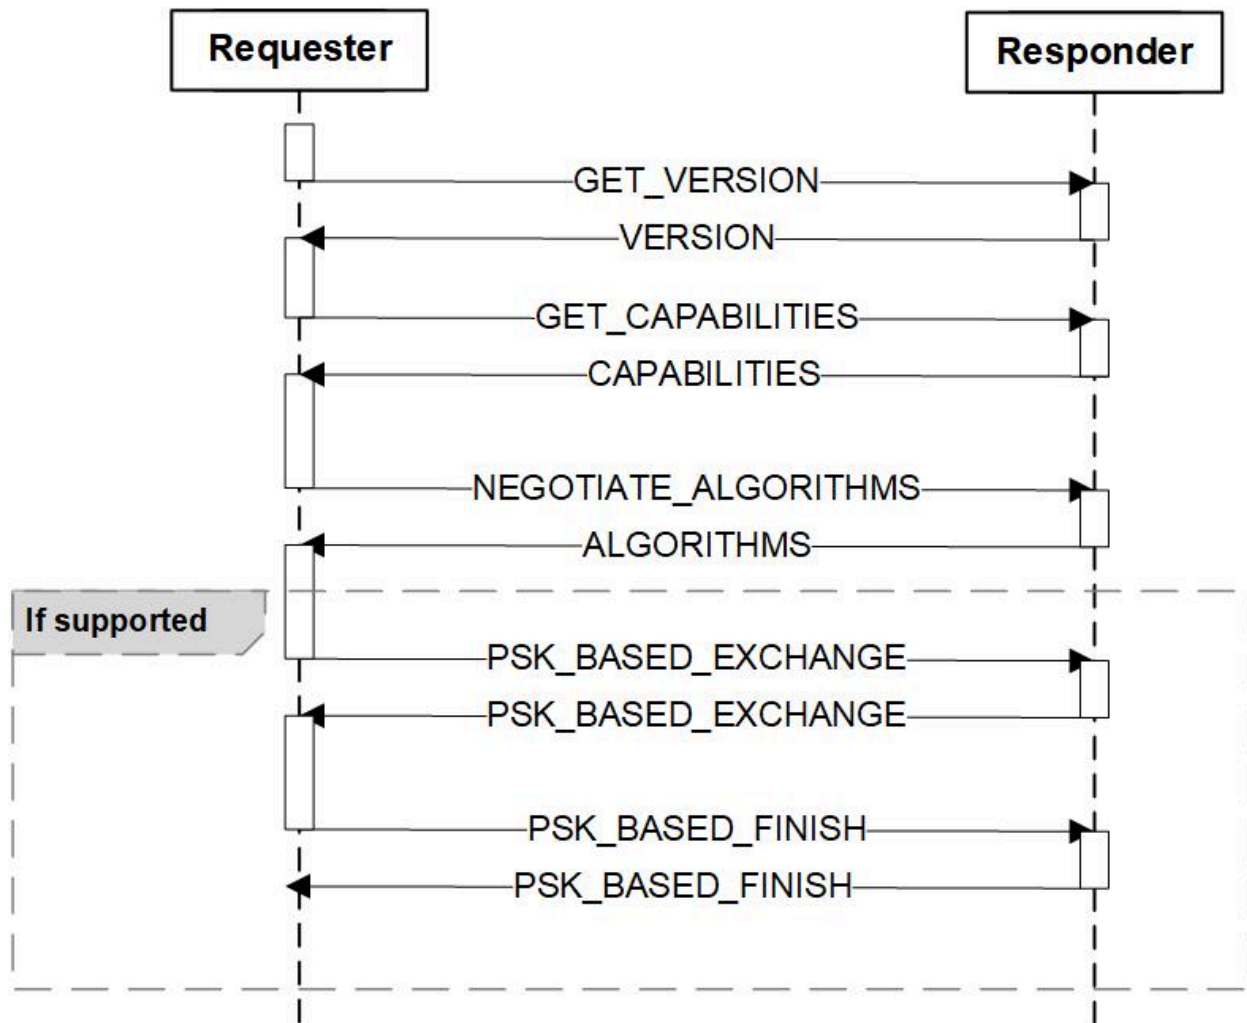 Requester
Responder
GET_VERSION
VERSION
GET_CAPABILITIES
CAPABILITIES
NEGOTIATE_ALGORITHMS
ALGORITHMS
If supported
PSK_BASED_EXCHANGE
PSK_BASED_EXCHANGE
PSK_BASED_FINISH
PSK_BASED_FINISH